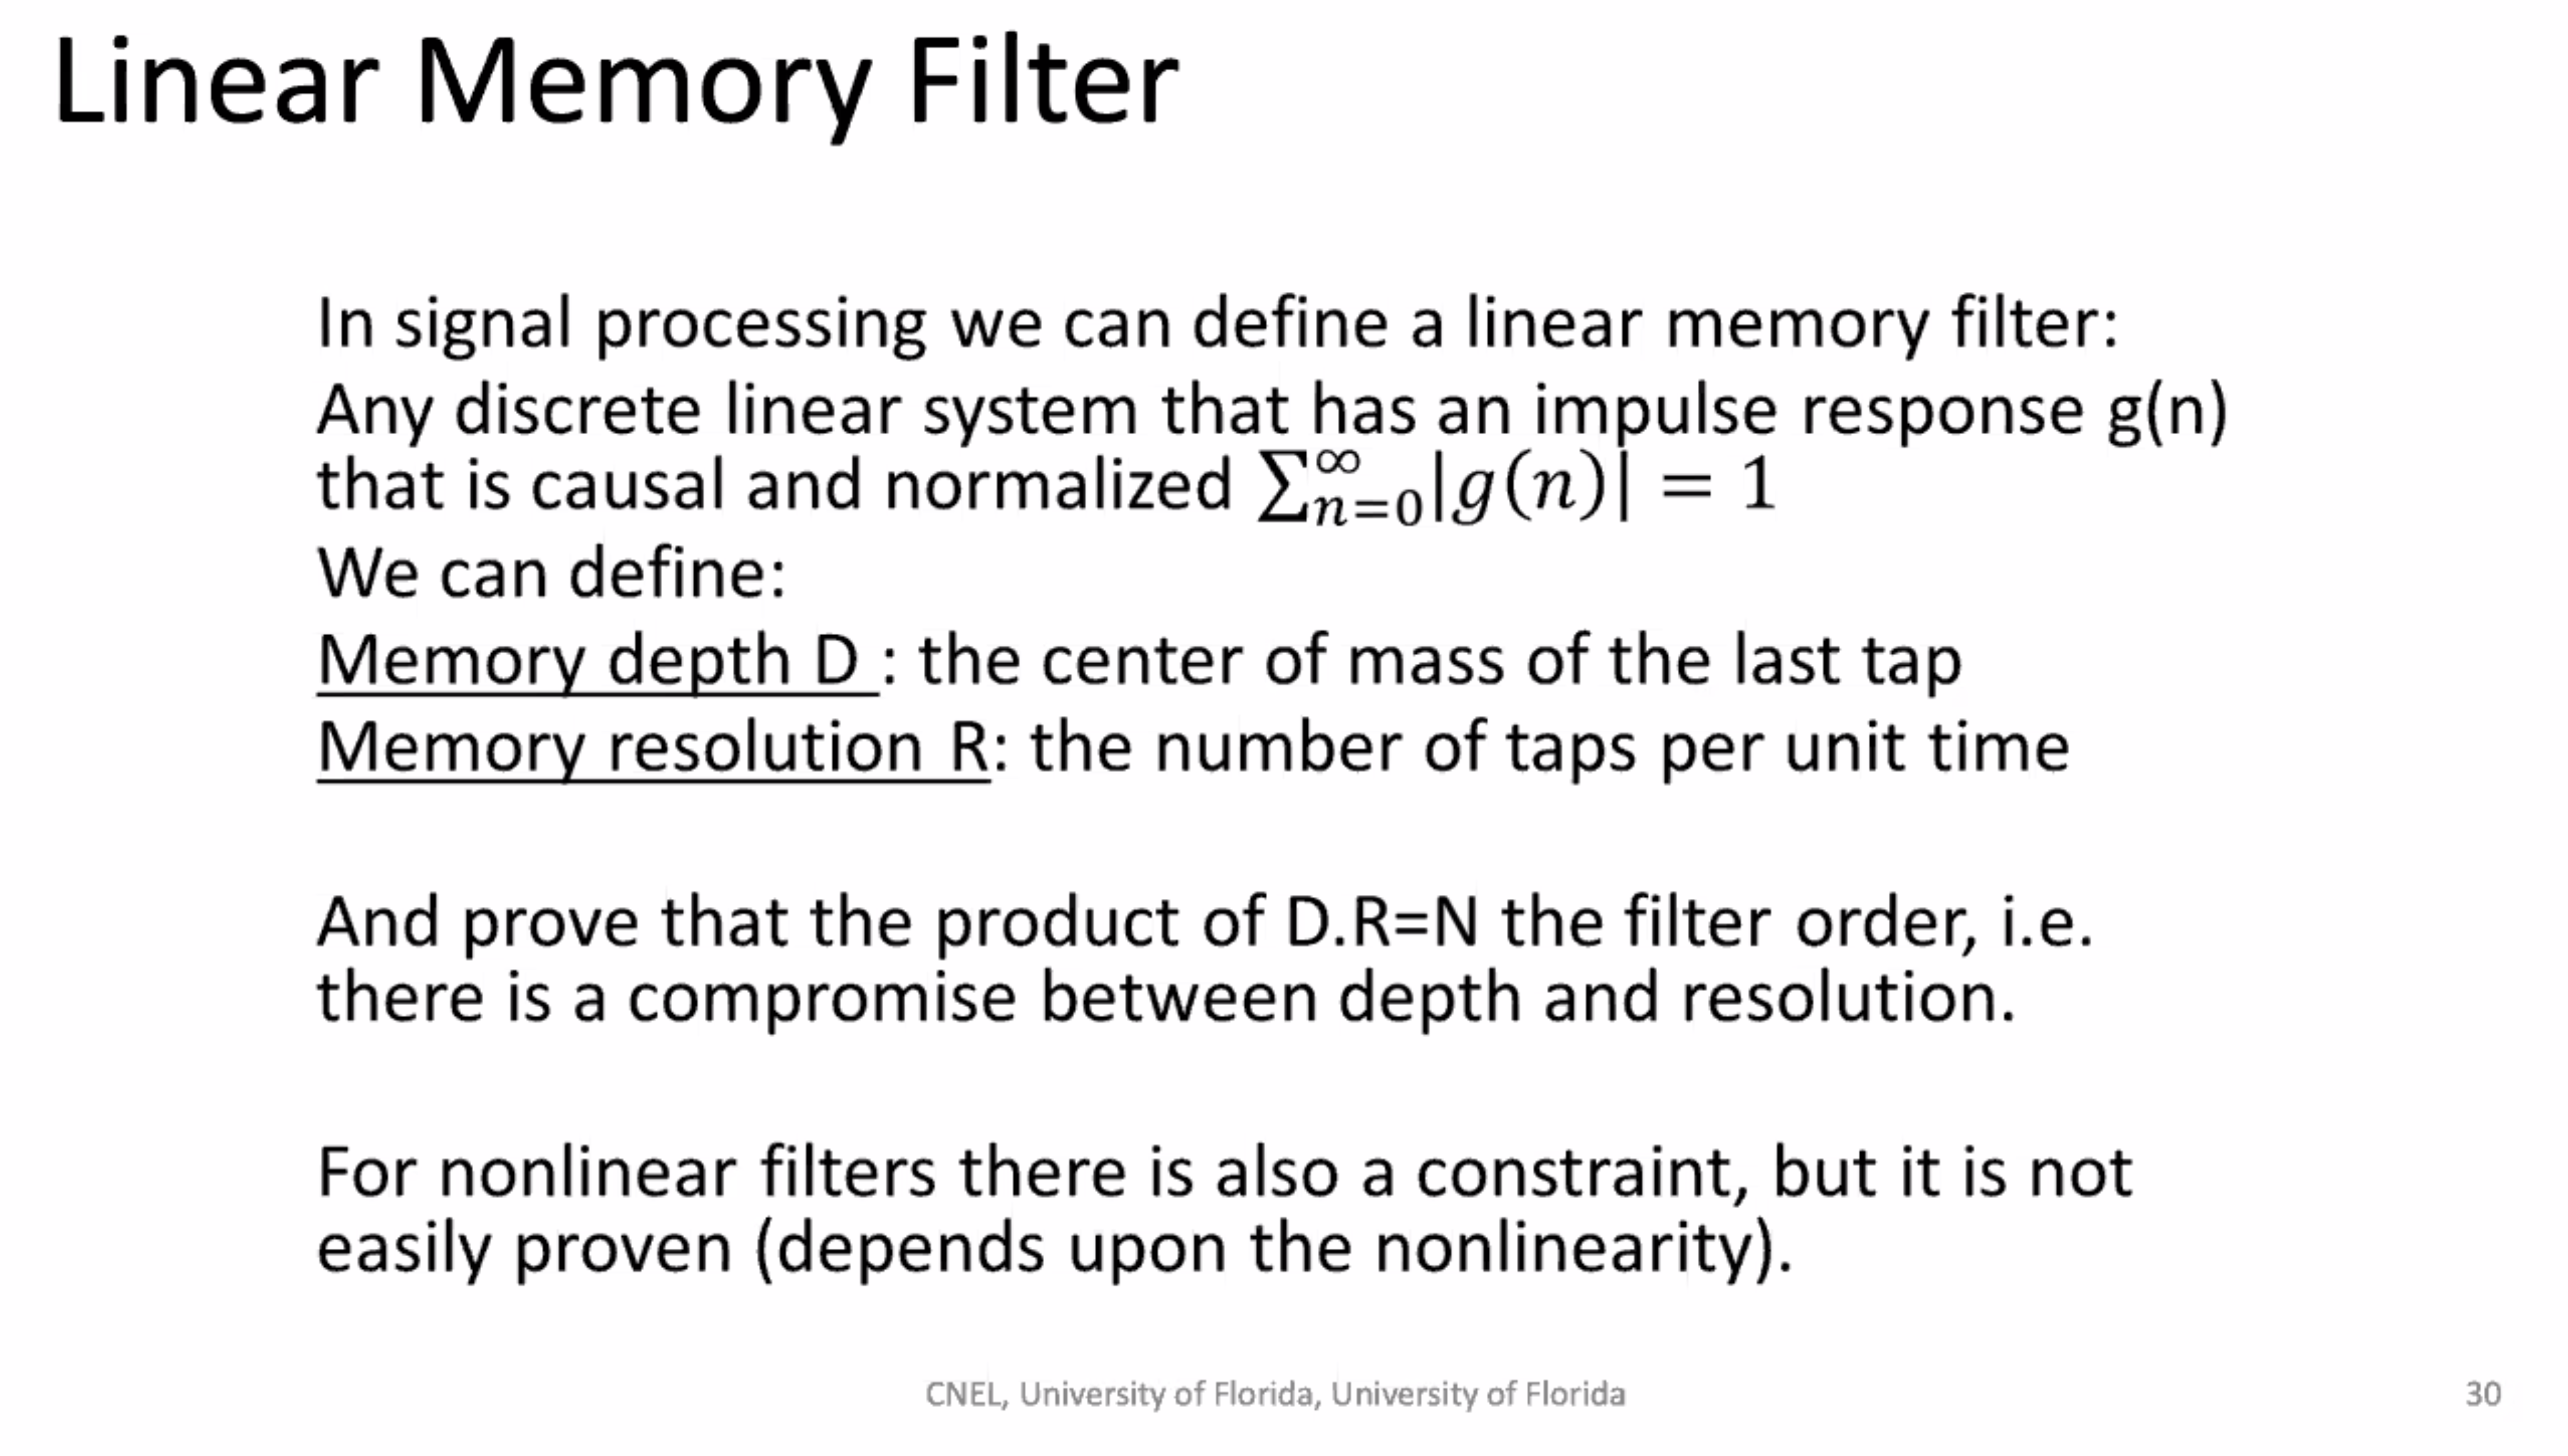 Linear Memory Filter
In signal processing we can define a linear memory filter:
Any discrete linear system that has an impulse response g(n)
that is causal and normalized ∑_{n=0}^{∞}|g(n)| = 1
We can define:
Memory depth D : the center of mass of the last tap
Memory resolution R: the number of taps per unit time
And prove that the product of D.R=N the filter order, i.e.
there is a compromise between depth and resolution.
For nonlinear filters there is also a constraint, but it is not
easily proven (depends upon the nonlinearity).
CNEL, University of Florida, University of Florida
30